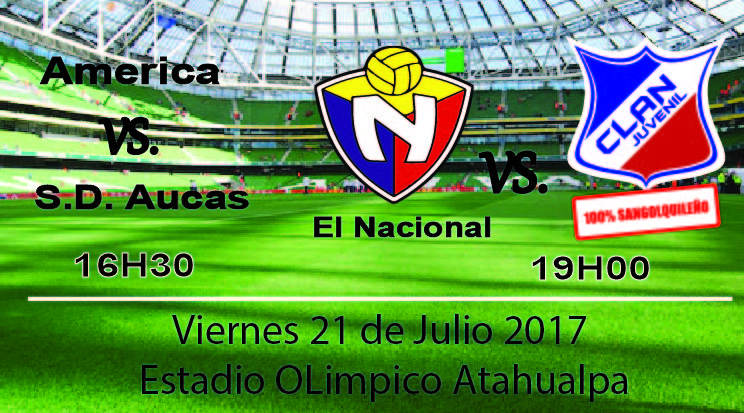 America
vs.
S.D. Aucas
16H30
N
El Nacional
vs.
CLAN
JUVENIL
100% SANGOLQUILEÑO
19H00
Viernes 21 de Julio 2017
Estadio OLimpico Atahualpa